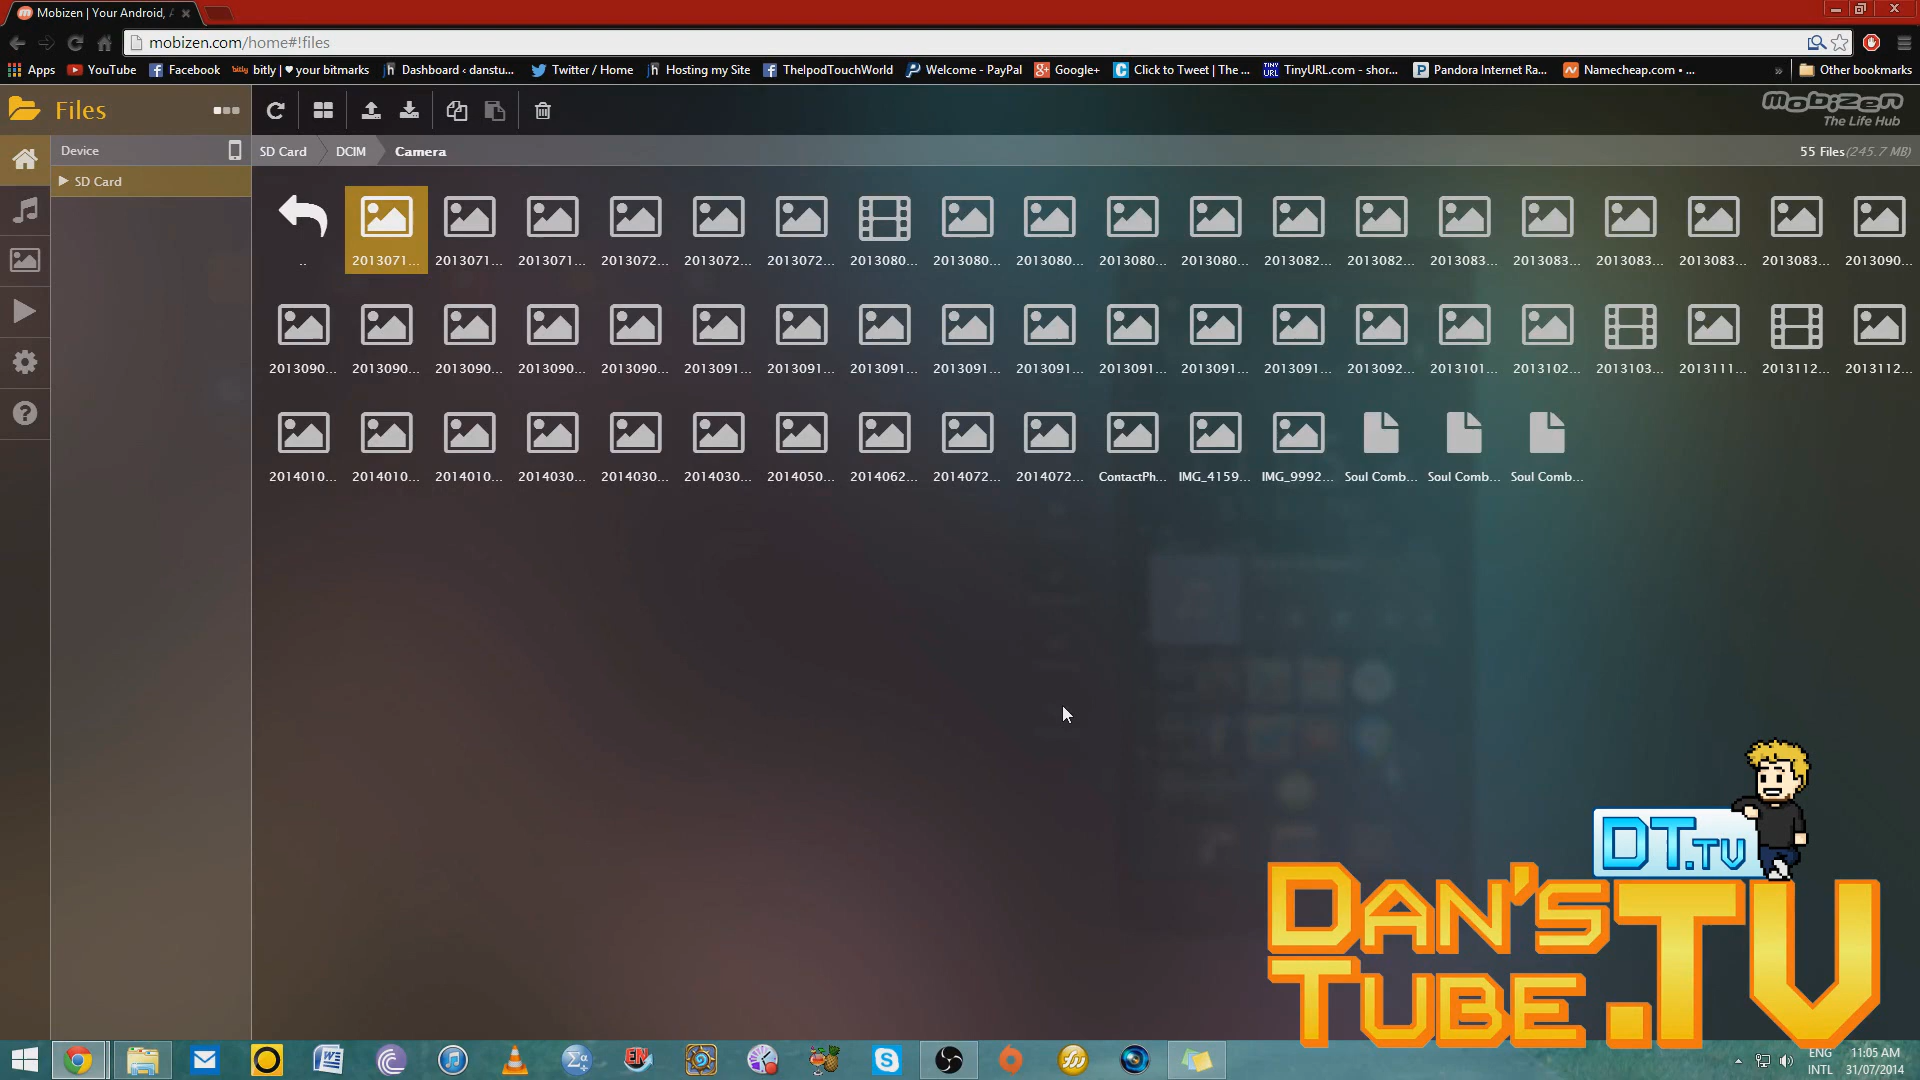 Mobizen | Your Android, A
mobizen.com/home#!files
Apps YouTube Facebook bitly bitly | ♥ your bitmarks Dashboard ‹ danstu... Twitter / Home Hosting my Site TheIpodTouchWorld Welcome - PayPal Google+ Click to Tweet | The ... TINY URL TinyURL.com - shor... Pandora Internet Ra... Namecheap.com • ... » Other bookmarks
Files
Mobizen
The Life Hub
Device
SD Card DCIM Camera 55 Files(245.7 MB)
SD Card
.. 2013071... 2013071... 2013071... 2013072... 2013072... 2013072... 2013080... 2013080... 2013080... 2013080... 2013080... 2013082... 2013082... 2013083... 2013083... 2013083... 2013083... 2013083... 2013090...
2013090... 2013090... 2013090... 2013090... 2013090... 2013091... 2013091... 2013091... 2013091... 2013091... 2013091... 2013091... 2013091... 2013092... 2013101... 2013102... 2013103... 2013111... 2013112... 2013112...
2014010... 2014010... 2014010... 2014030... 2014030... 2014030... 2014050... 2014062... 2014072... 2014072... ContactPh... IMG_4159... IMG_9992... Soul Comb... Soul Comb... Soul Comb...
DT.TV
DAN'S
TUBE.TV
ENG 11:05 AM
INTL 31/07/2014